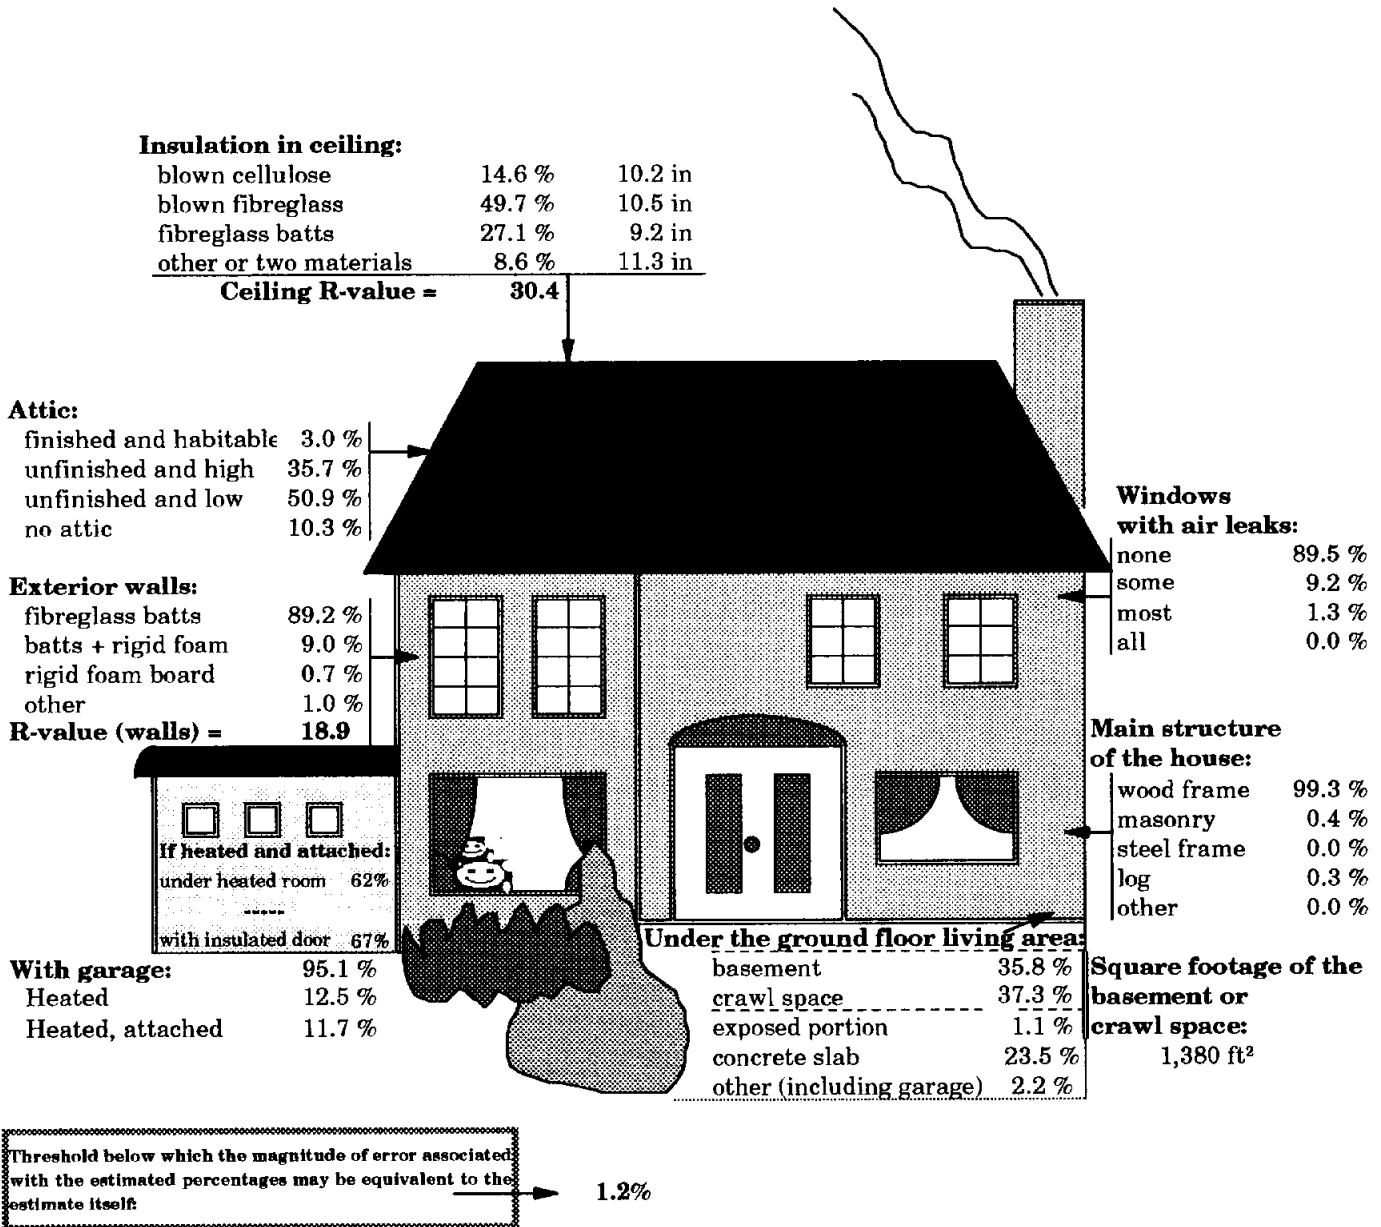 Insulation in ceiling:
blown cellulose 14.6 % 10.2 in
blown fibreglass 49.7 % 10.5 in
fibreglass batts 27.1 % 9.2 in
other or two materials 8.6 % 11.3 in
Ceiling R-value = 30.4
Attic:
finished and habitable 3.0 %
unfinished and high 35.7 %
unfinished and low 50.9 %
no attic 10.3 %
Exterior walls:
fibreglass batts 89.2 %
batts + rigid foam 9.0 %
rigid foam board 0.7 %
other 1.0 %
R-value (walls) = 18.9
If heated and attached:
under heated room 62%
-----
with insulated door 67%
With garage: 95.1 %
Heated 12.5 %
Heated, attached 11.7 %
Windows
with air leaks:
none 89.5 %
some 9.2 %
most 1.3 %
all 0.0 %
Main structure
of the house:
wood frame 99.3 %
masonry 0.4 %
steel frame 0.0 %
log 0.3 %
other 0.0 %
Under the ground floor living area:
basement 35.8 %
crawl space 37.3 %
exposed portion 1.1 %
concrete slab 23.5 %
other (including garage) 2.2 %
Square footage of the
basement or
crawl space:
1,380 ft²
Threshold below which the magnitude of error associated
with the estimated percentages may be equivalent to the
estimate itself:
1.2%